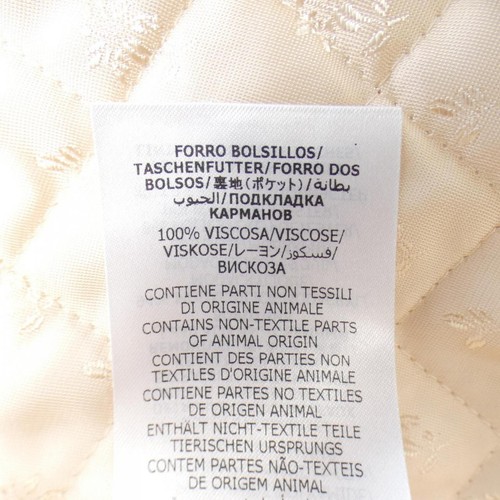 FORRO BOLSILLOS/
TASCHENFUTTER/FORRO DOS
BOLSOS/裏地(ポケット)/بطانة
الجيوب/ПОДКЛАДКА
КАРМАНОВ
100% VISCOSA/VISCOSE/
VISKOSE/レーヨン/فسكوز/
ВИСКОЗА
CONTIENE PARTI NON TESSILI
DI ORIGINE ANIMALE
CONTAINS NON-TEXTILE PARTS
OF ANIMAL ORIGIN
CONTIENT DES PARTIES NON
TEXTILES D'ORIGINE ANIMALE
CONTIENE PARTES NO TEXTILES
DE ORIGEN ANIMAL
ENTHÄLT NICHT-TEXTILE TEILE
TIERISCHEN URSPRUNGS
CONTEM PARTES NÃO-TEXTEIS
DE ORIGEM ANIMAL